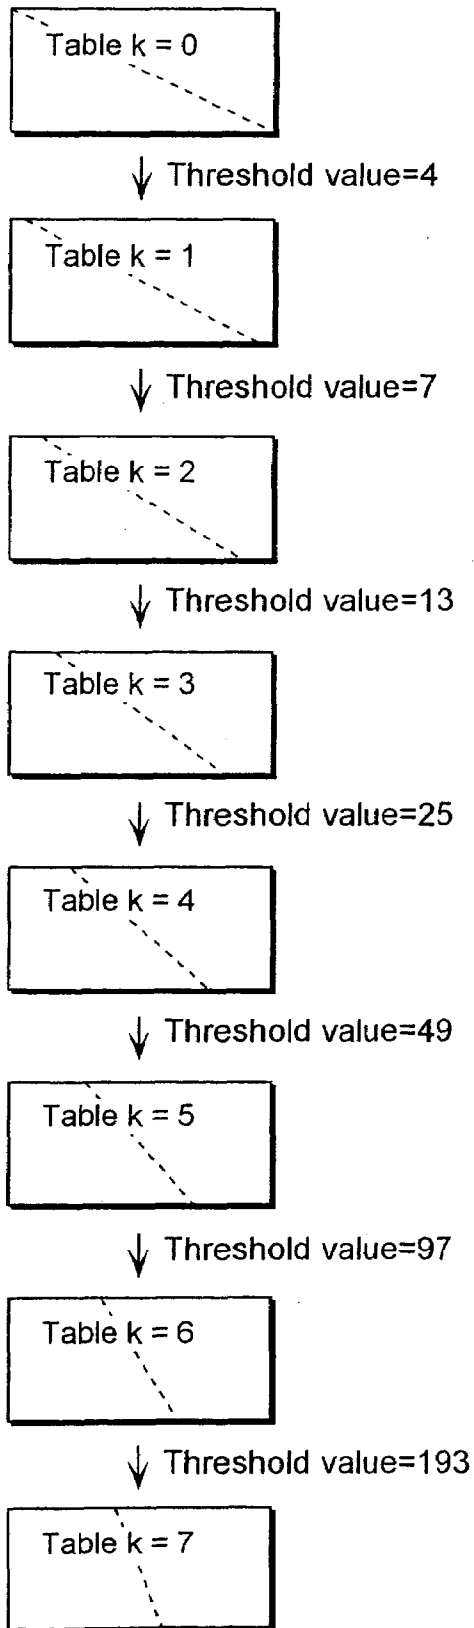 Table k = 0
Threshold value=4
Table k = 1
Threshold value=7
Table k = 2
Threshold value=13
Table k = 3
Threshold value=25
Table k = 4
Threshold value=49
Table k = 5
Threshold value=97
Table k = 6
Threshold value=193
Table k = 7